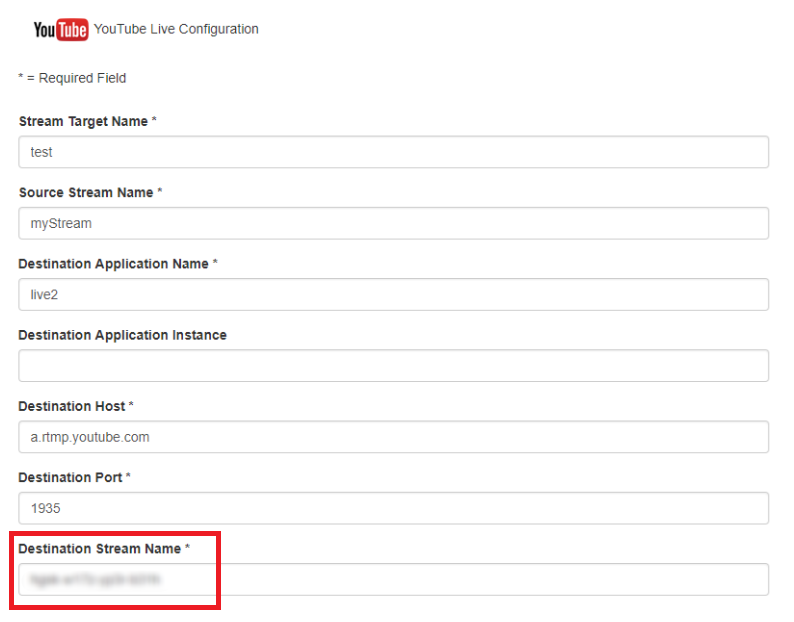 YouTube YouTube Live Configuration
* = Required Field
Stream Target Name *
test
Source Stream Name *
myStream
Destination Application Name *
live2
Destination Application Instance
Destination Host *
a.rtmp.youtube.com
Destination Port *
1935
Destination Stream Name *